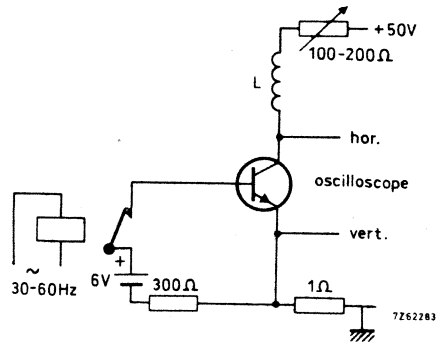 +50V
100-200Ω
L
hor.
oscilloscope
vert.
+
~
30-60Hz
6V
300Ω
1Ω
7Z62283